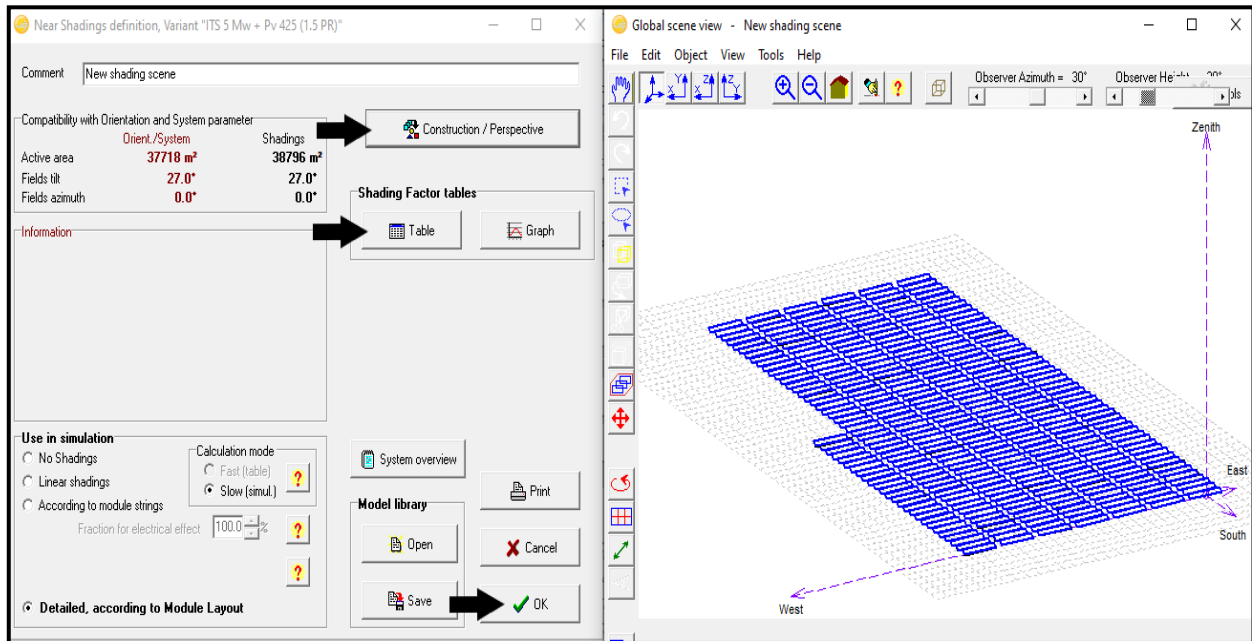 Near Shadings definition, Variant "ITS 5 Mw + Pv 425 (1.5 PR)"
Comment New shading scene
Compatibility with Orientation and System parameter
Orient./System Shadings
Active area 37718 m² 38796 m²
Fields tilt 27.0° 27.0°
Fields azimuth 0.0° 0.0°
Construction / Perspective
Shading Factor tables
Table Graph
Information
Use in simulation
No Shadings
Linear shadings
According to module strings
Calculation mode
Fast (table)
Slow (simul.)
?
Fraction for electrical effect 100.0 %
?
?
Detailed, according to Module Layout
System overview
Print
Model library
Open
Cancel
Save
OK
Global scene view - New shading scene
File Edit Object View Tools Help
Observer Azimuth = 30°
Zenith
East
South
West